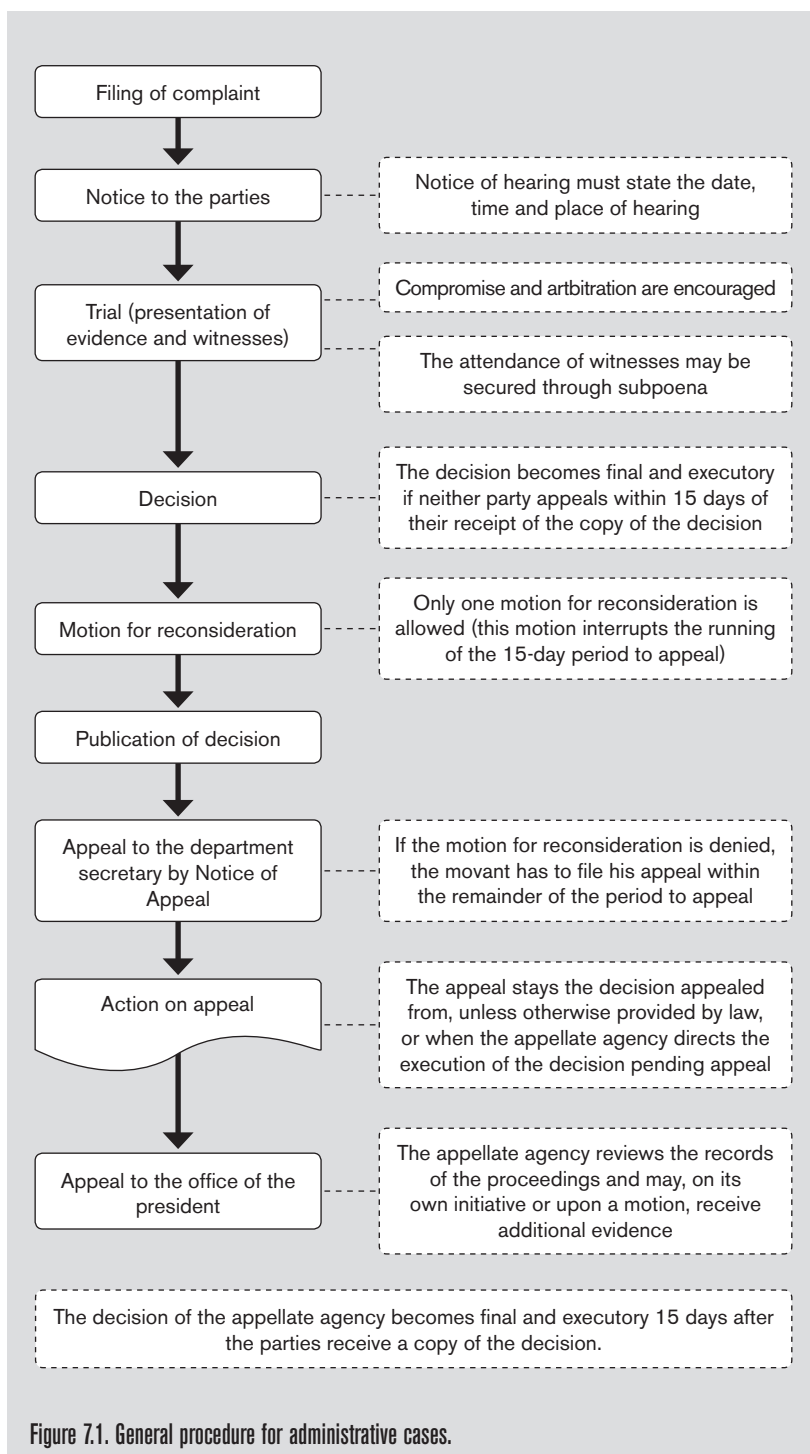 Filing of complaint
Notice to the parties
Notice of hearing must state the date,
time and place of hearing
Trial (presentation of
evidence and witnesses)
Compromise and artbitration are encouraged
The attendance of witnesses may be
secured through subpoena
Decision
The decision becomes final and executory
if neither party appeals within 15 days of
their receipt of the copy of the decision
Motion for reconsideration
Only one motion for reconsideration is
allowed (this motion interrupts the running
of the 15-day period to appeal)
Publication of decision
Appeal to the department
secretary by Notice of
Appeal
If the motion for reconsideration is denied,
the movant has to file his appeal within
the remainder of the period to appeal
Action on appeal
The appeal stays the decision appealed
from, unless otherwise provided by law,
or when the appellate agency directs the
execution of the decision pending appeal
Appeal to the office of the
president
The appellate agency reviews the records
of the proceedings and may, on its
own initiative or upon a motion, receive
additional evidence
The decision of the appellate agency becomes final and executory 15 days after
the parties receive a copy of the decision.
Figure 7.1. General procedure for administrative cases.